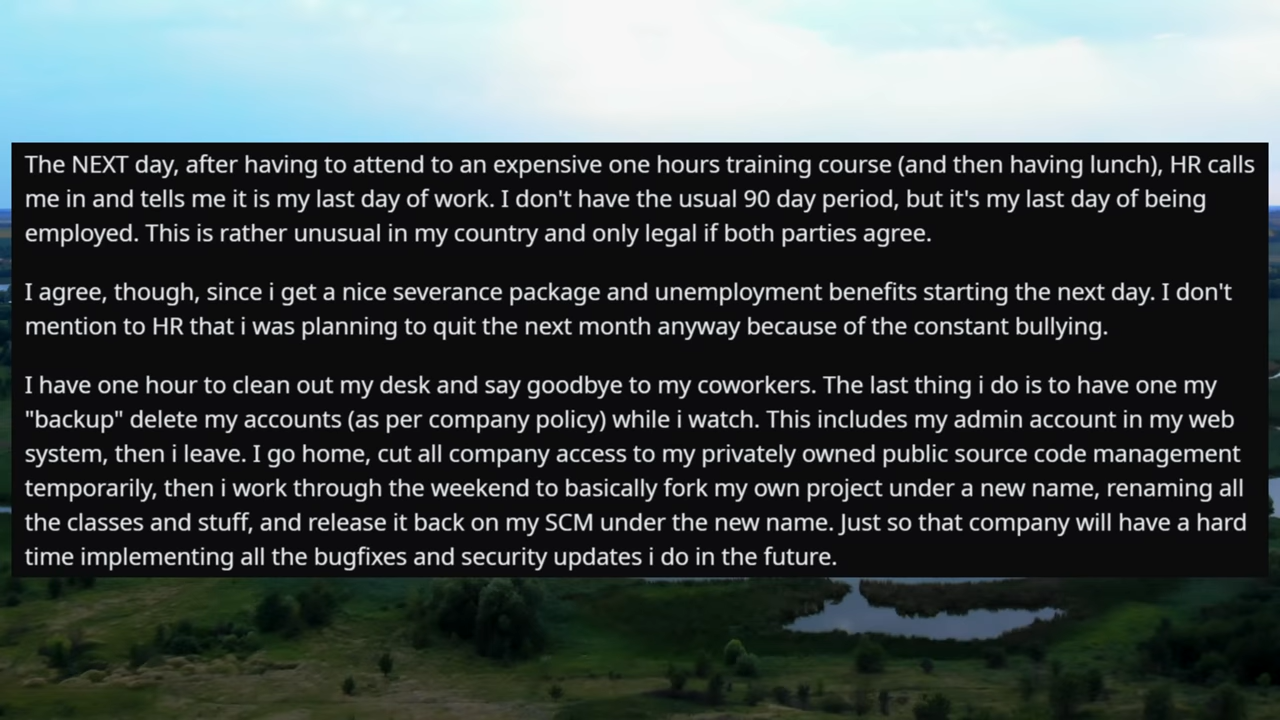 The NEXT day, after having to attend to an expensive one hours training course (and then having lunch), HR calls
me in and tells me it is my last day of work. I don't have the usual 90 day period, but it's my last day of being
employed. This is rather unusual in my country and only legal if both parties agree.
I agree, though, since i get a nice severance package and unemployment benefits starting the next day. I don't
mention to HR that i was planning to quit the next month anyway because of the constant bullying.
I have one hour to clean out my desk and say goodbye to my coworkers. The last thing i do is to have one my
"backup" delete my accounts (as per company policy) while i watch. This includes my admin account in my web
system, then i leave. I go home, cut all company access to my privately owned public source code management
temporarily, then i work through the weekend to basically fork my own project under a new name, renaming all
the classes and stuff, and release it back on my SCM under the new name. Just so that company will have a hard
time implementing all the bugfixes and security updates i do in the future.